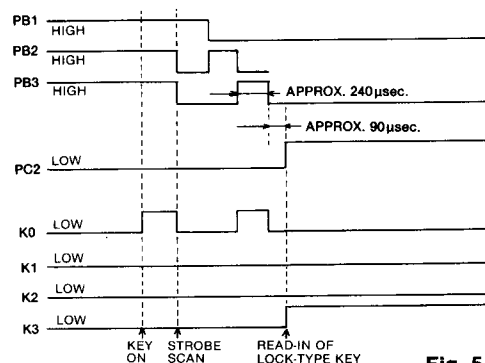 PB1 HIGH
PB2 HIGH
PB3 HIGH
APPROX. 240µsec.
APPROX. 90µsec.
PC2 LOW
K0 LOW
K1 LOW
K2 LOW
K3 LOW
KEY ON
STROBE SCAN
READ-IN OF LOCK-TYPE KEY
Fig. 5